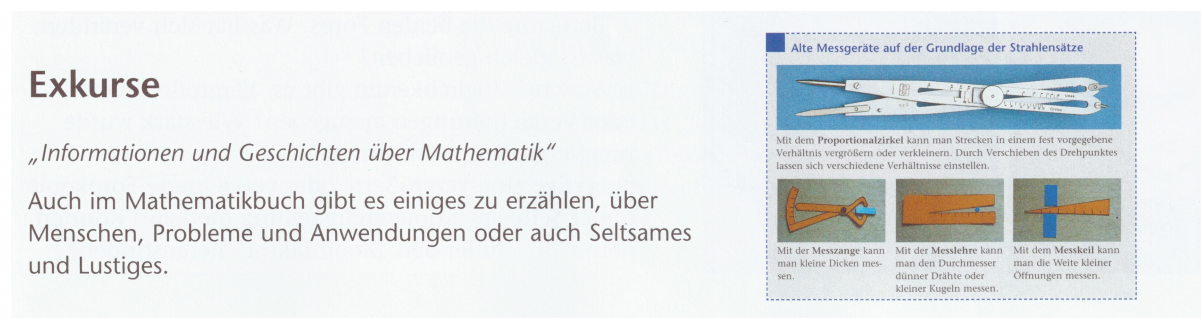 Exkurse
„Informationen und Geschichten über Mathematik“
Auch im Mathematikbuch gibt es einiges zu erzählen, über
Menschen, Probleme und Anwendungen oder auch Seltsames
und Lustiges.
Alte Messgeräte auf der Grundlage der Strahlensätze
Mit dem Proportionalzirkel kann man Strecken in einem fest vorgegebene
Verhältnis vergrößern oder verkleinern. Durch Verschieben des Drehpunktes
lassen sich verschiedene Verhältnisse einstellen.
Mit der Messzange kann
man kleine Dicken mes-
sen.
Mit der Messlehre kann
man den Durchmesser
dünner Drähte oder
kleiner Kugeln messen.
Mit dem Messkeil kann
man die Weite kleiner
Öffnungen messen.